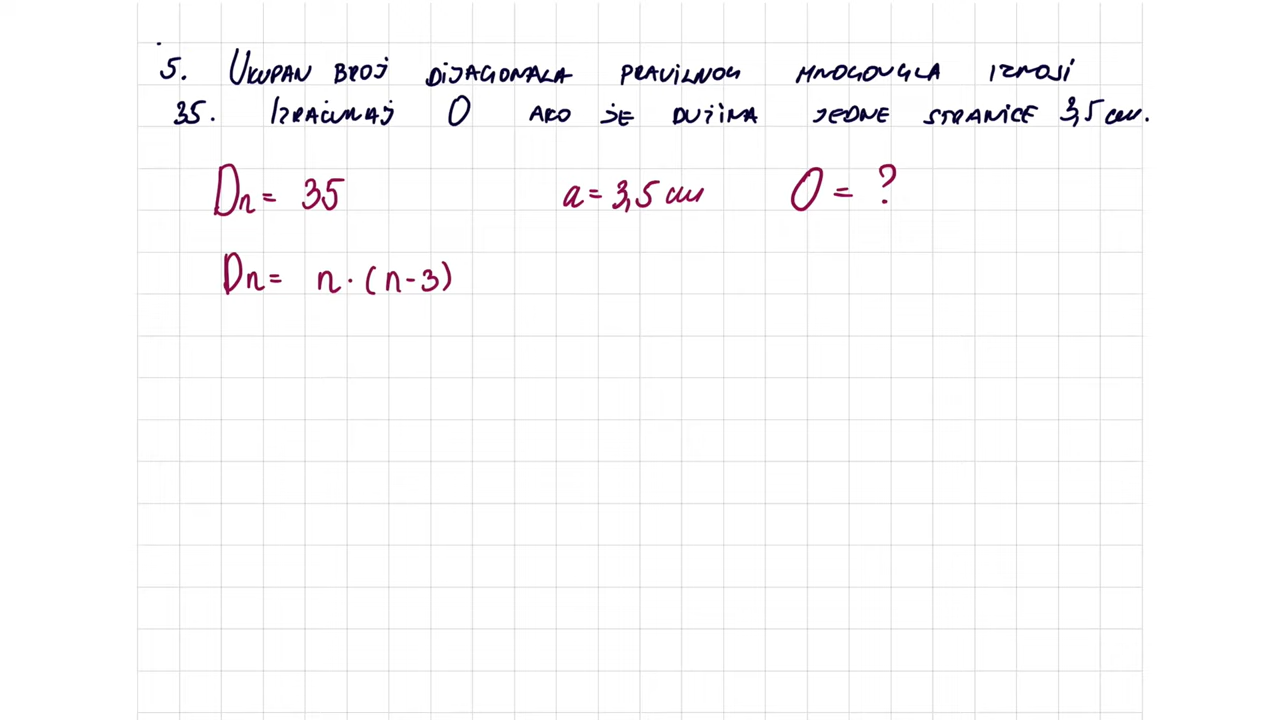 5. UKUPAN BROJ DIJAGONALA PRAVILNOG MNOGOUGLA IZNOSI
35. IZRAČUNAJ O AKO JE DUŽINA JEDNE STRANICE 3,5 cm.
Dn = 35 a = 3,5 cm O = ?
Dn = n · (n - 3)